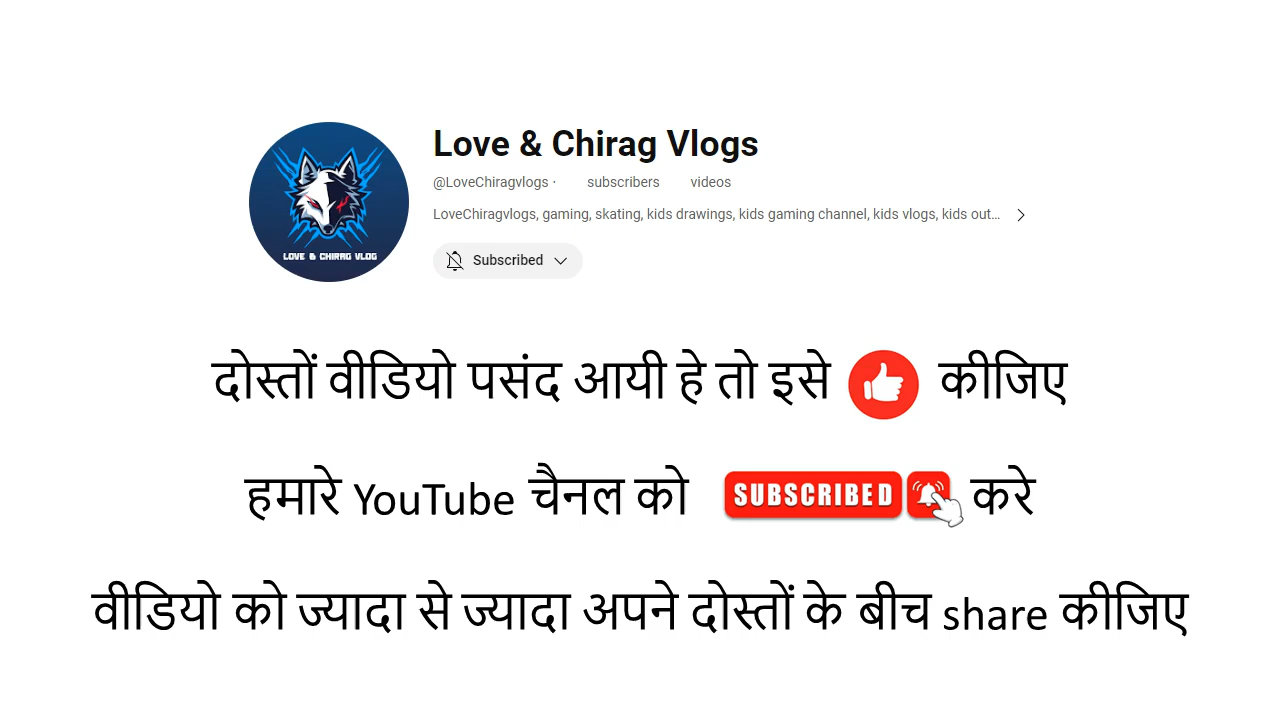 Love & Chirag Vlogs
@LoveChiragvlogs · subscribers videos
LoveChiragvlogs, gaming, skating, kids drawings, kids gaming channel, kids vlogs, kids out...
LOVE & CHIRAG VLOG
Subscribed
दोस्तों वीडियो पसंद आयी हे तो इसे कीजिए
हमारे YouTube चैनल को SUBSCRIBED करे
वीडियो को ज्यादा से ज्यादा अपने दोस्तों के बीच share कीजिए